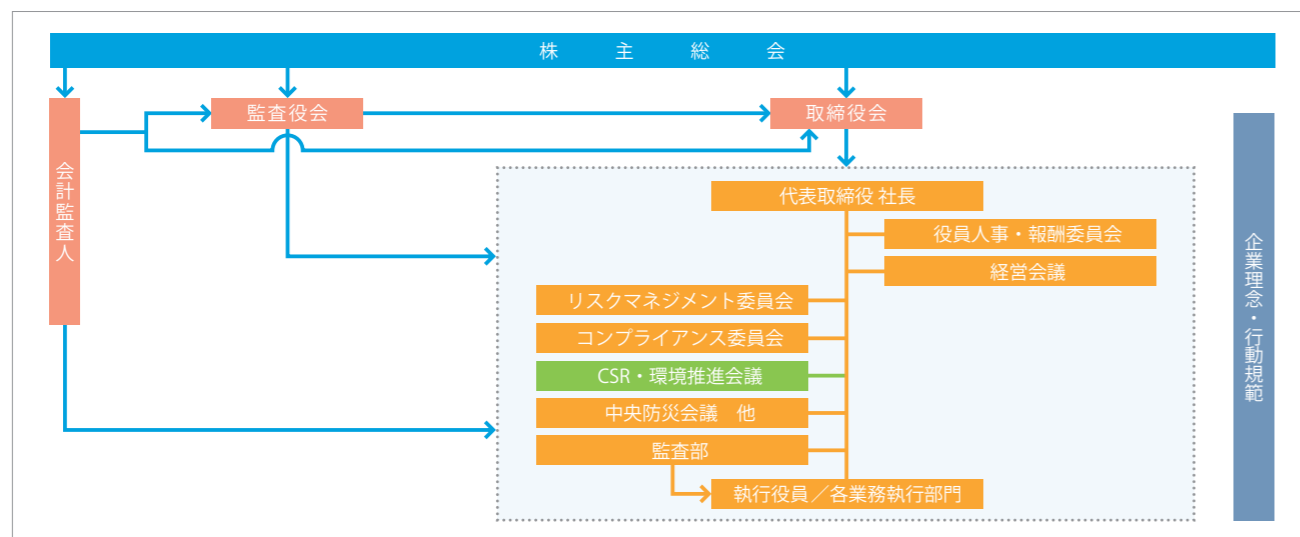 株主総会
監査役会
取締役会
会計監査人
代表取締役 社長
役員人事・報酬委員会
経営会議
リスクマネジメント委員会
コンプライアンス委員会
CSR・環境推進会議
中央防災会議　他
監査部
執行役員／各業務執行部門
企業理念・行動規範